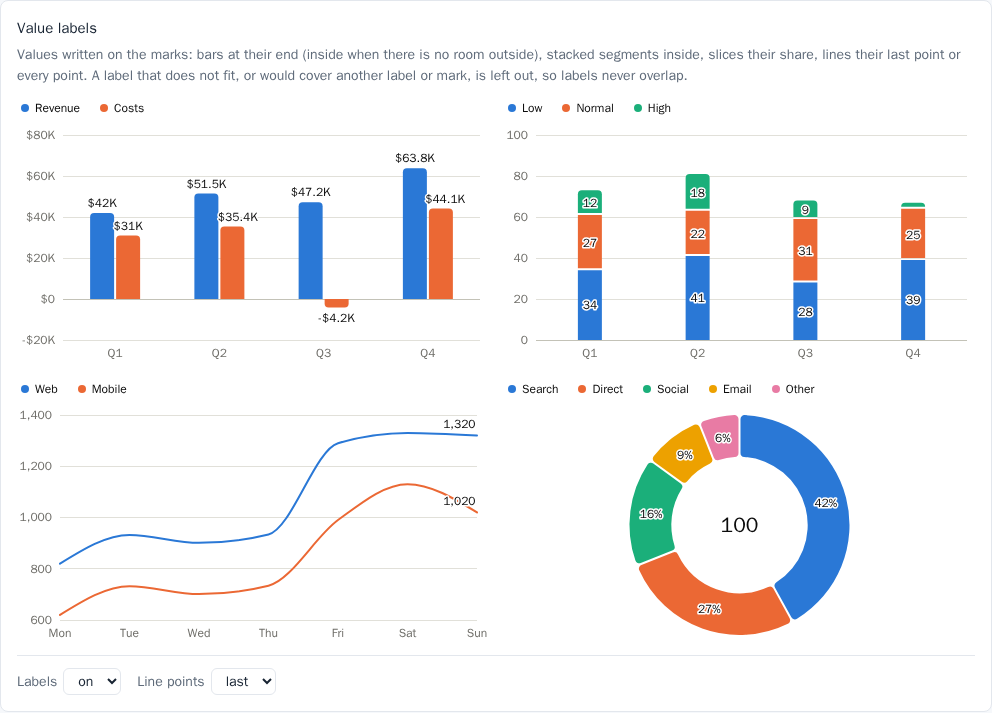 Value labels
Values written on the marks: bars at their end (inside when there is no room outside), stacked segments inside, slices their share, lines their last point or
every point. A label that does not fit, or would cover another label or mark, is left out, so labels never overlap.
Revenue Costs
$80K
$60K
$40K
$20K
$0
-$20K
$42K
$31K
$51.5K
$35.4K
$47.2K
-$4.2K
$63.8K
$44.1K
Q1 Q2 Q3 Q4
Low Normal High
100
80
60
40
20
0
12
27
34
18
22
41
9
31
28
25
39
Q1 Q2 Q3 Q4
Web Mobile
1,400
1,200
1,000
800
600
1,320
1,020
Mon Tue Wed Thu Fri Sat Sun
Search Direct Social Email Other
6%
9%
16%
42%
27%
100
Labels on Line points last